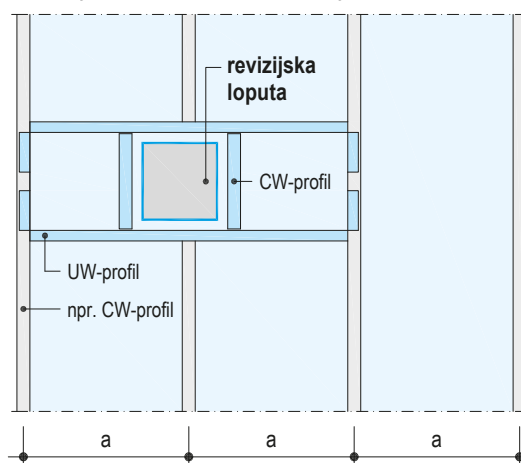 revizijska
loputa
CW-profil
UW-profil
npr. CW-profil
a a a